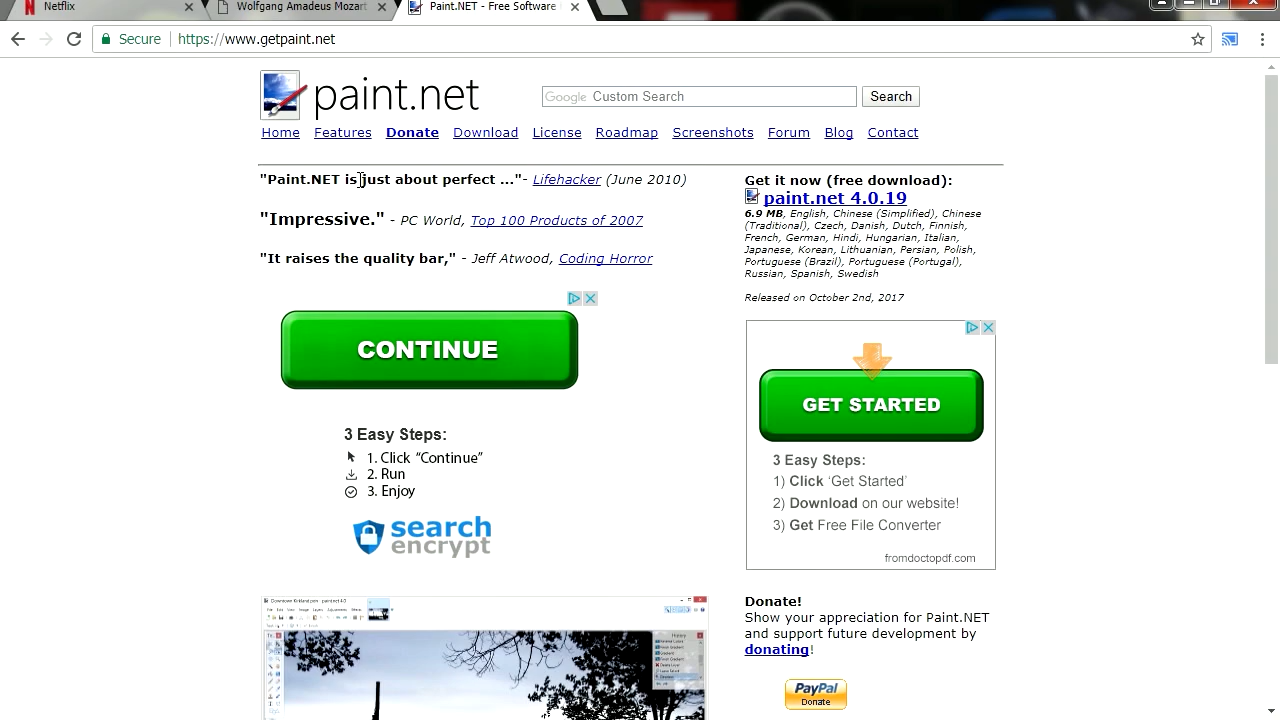 Netflix
Wolfgang Amadeus Mozart
Paint.NET - Free Software
Secure
https://www.getpaint.net
paint.net
Google Custom Search
Search
Home Features Donate Download License Roadmap Screenshots Forum Blog Contact
"Paint.NET is just about perfect ..."- Lifehacker (June 2010)
"Impressive." - PC World, Top 100 Products of 2007
"It raises the quality bar," - Jeff Atwood, Coding Horror
CONTINUE
3 Easy Steps:
1. Click “Continue”
2. Run
3. Enjoy
search
encrypt
Get it now (free download):
paint.net 4.0.19
6.9 MB, English, Chinese (Simplified), Chinese
(Traditional), Czech, Danish, Dutch, Finnish,
French, German, Hindi, Hungarian, Italian,
Japanese, Korean, Lithuanian, Persian, Polish,
Portuguese (Brazil), Portuguese (Portugal),
Russian, Spanish, Swedish
Released on October 2nd, 2017
GET STARTED
3 Easy Steps:
1) Click ‘Get Started’
2) Download on our website!
3) Get Free File Converter
fromdoctopdf.com
Donate!
Show your appreciation for Paint.NET
and support future development by
donating!
PayPal
Donate